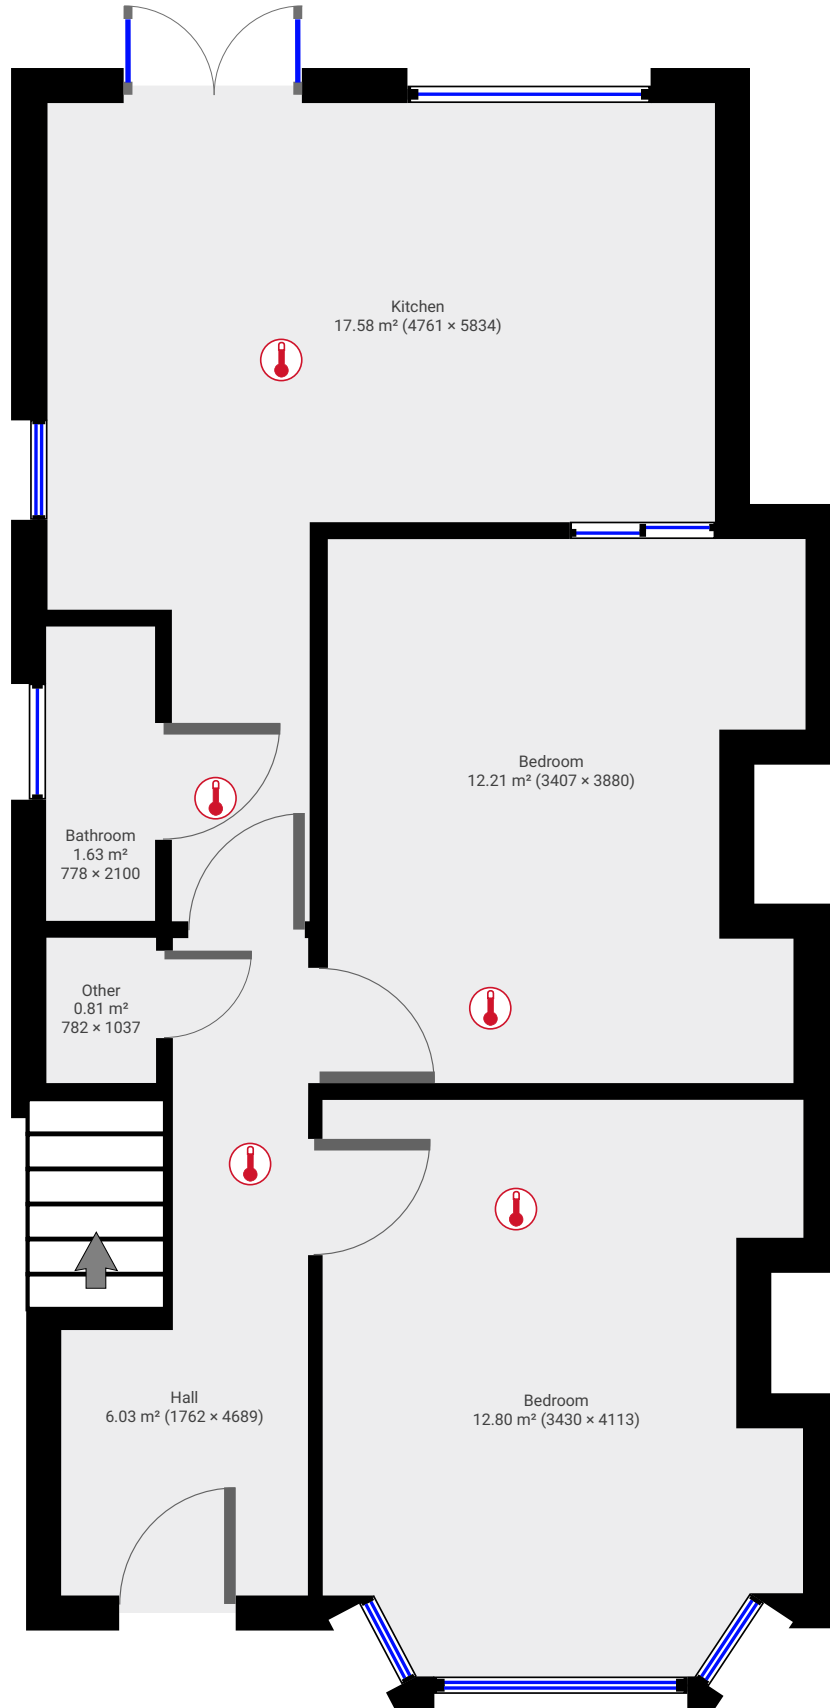 Kitchen
17.58 m² (4761 × 5834)
Bedroom
12.21 m² (3407 × 3880)
Bathroom
1.63 m²
778 × 2100
Other
0.81 m²
782 × 1037
Hall
6.03 m² (1762 × 4689)
Bedroom
12.80 m² (3430 × 4113)